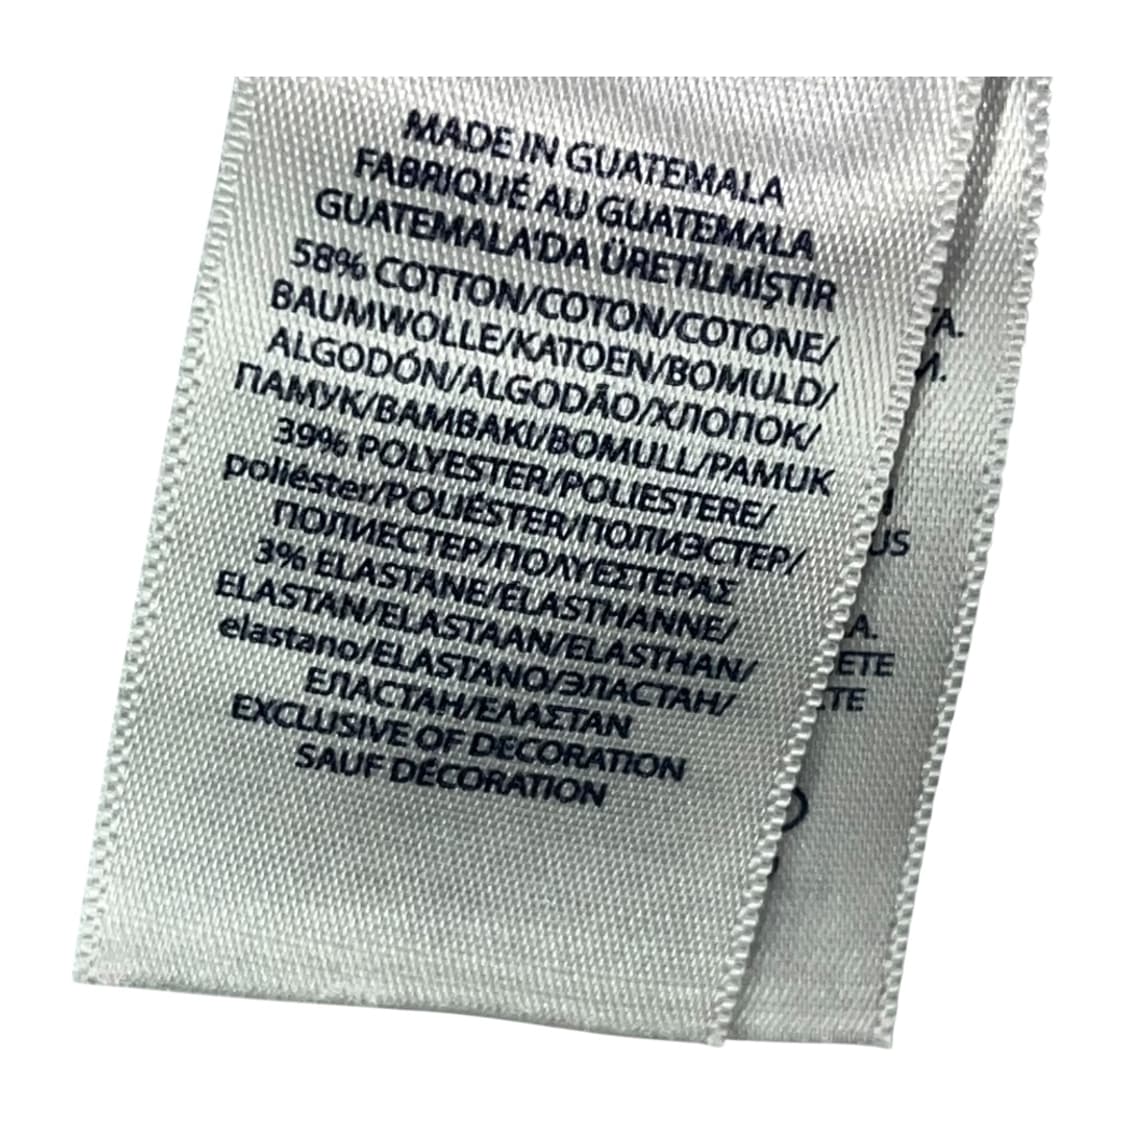 MADE IN GUATEMALA
FABRIQUÉ AU GUATEMALA
GUATEMALA'DA ÜRETİLMİŞTİR
58% COTTON/COTON/COTONE/
BAUMWOLLE/KATOEN/BOMULD/
ALGODÓN/ALGODÃO/ХЛОПОК/
ПАМУК/ΒΑΜΒΑΚΙ/BOMULL/PAMUK
39% POLYESTER/POLIESTERE/
poliéster/POLIÉSTER/ПОЛИЭСТЕР/
ПОЛИЕСТЕР/ΠΟΛΥΕΣΤΕΡΑΣ
3% ELASTANE/ÉLASTHANNE/
ELASTAN/ELASTAAN/ELASTHAN/
elastano/ELASTANO/ЭЛАСТАН/
ЕЛАСТАН/ΕΛΑΣΤΑΝ
EXCLUSIVE OF DECORATION
SAUF DÉCORATION